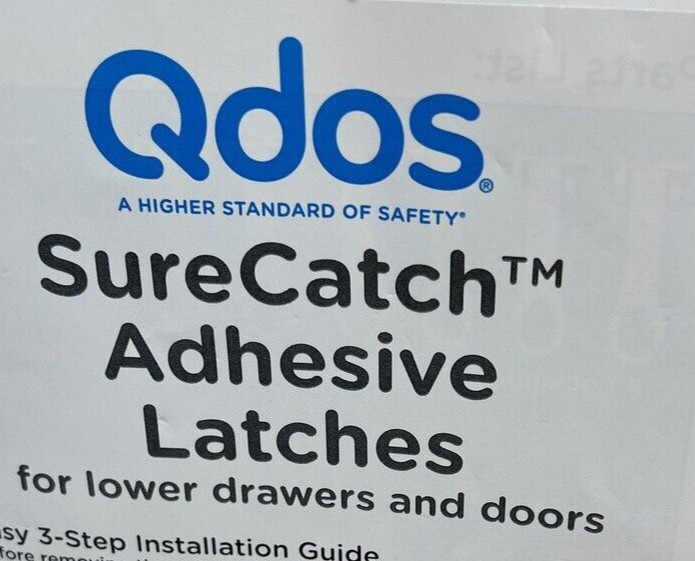 Qdos®
A HIGHER STANDARD OF SAFETY®
SureCatch™
Adhesive
Latches
for lower drawers and doors
3-Step Installation Guide